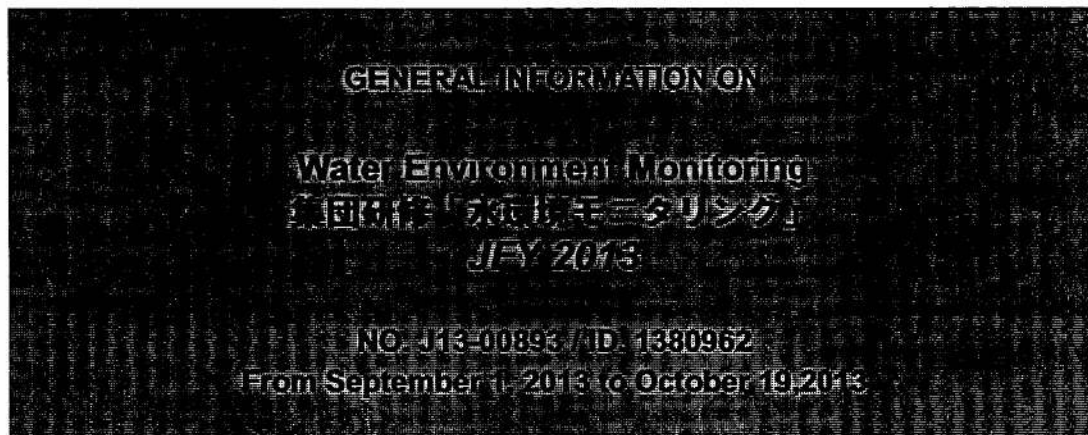 GENERAL INFORMATION ON
Water Environment Monitoring
集団研修「水環境モニタリング」
JFY 2013
NO. J13-00893 / ID. 1380962
From September 1, 2013 to October 19,2013